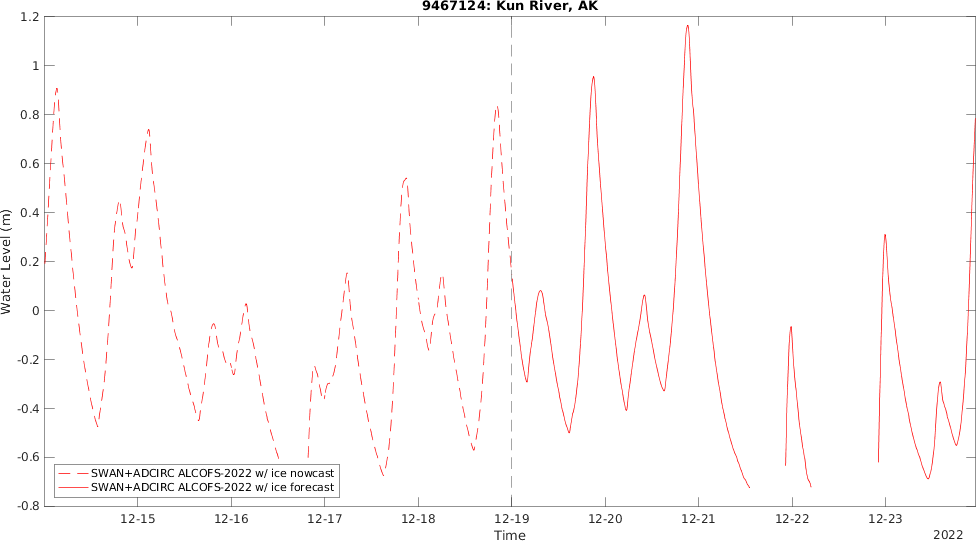 9467124: Kun River, AK
1.2
1
0.8
0.6
0.4
0.2
0
-0.2
-0.4
-0.6
-0.8
Water Level (m)
SWAN+ADCIRC ALCOFS-2022 w/ ice nowcast
SWAN+ADCIRC ALCOFS-2022 w/ ice forecast
12-15 12-16 12-17 12-18 12-19 12-20 12-21 12-22 12-23
Time
2022